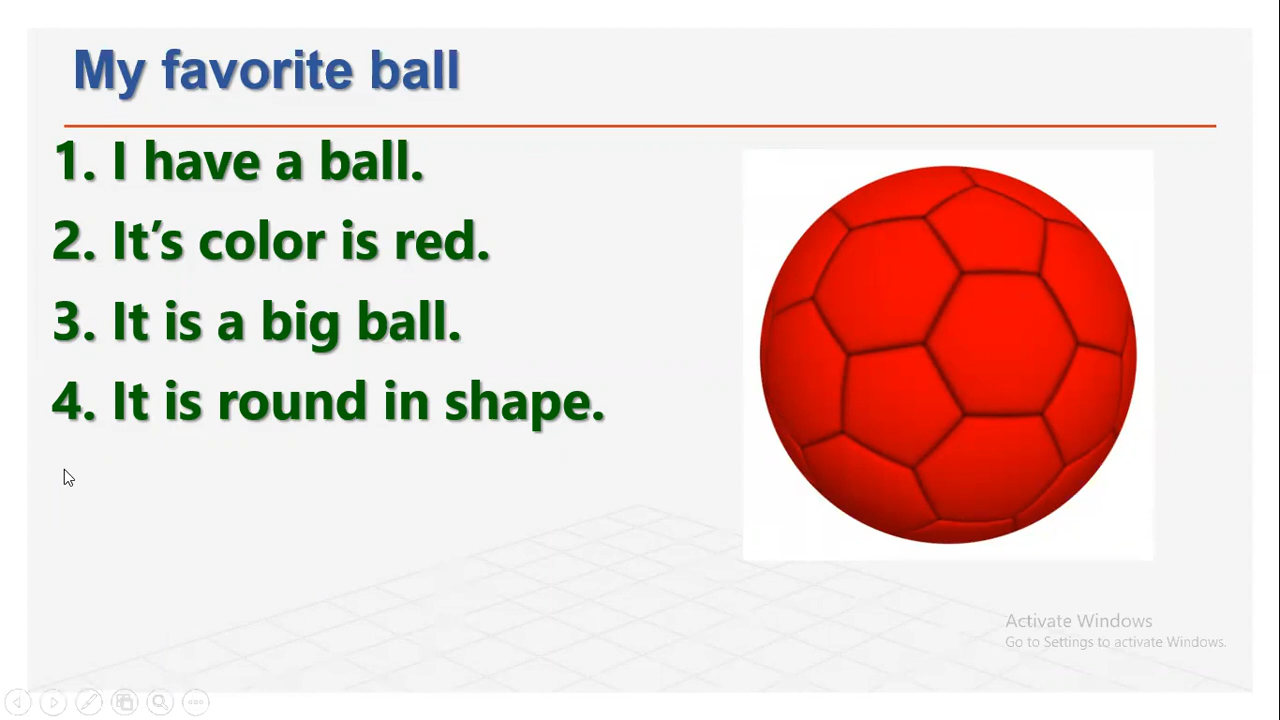 My favorite ball
1. I have a ball.
2. It’s color is red.
3. It is a big ball.
4. It is round in shape.
Activate Windows
Go to Settings to activate Windows.